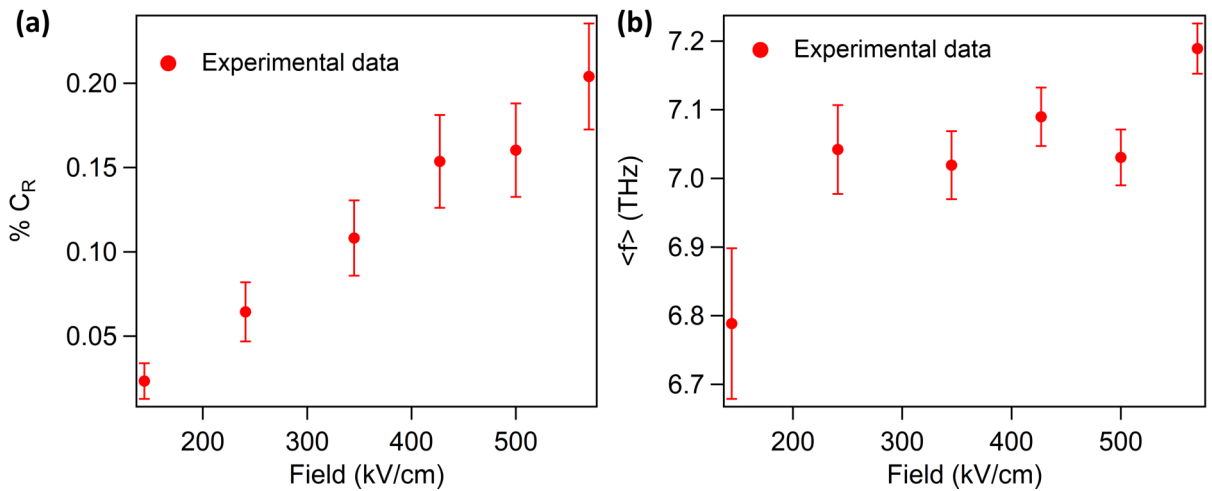 (a)
Experimental data
% C_R
0.20
0.15
0.10
0.05
200 300 400 500
Field (kV/cm)
(b)
Experimental data
<f> (THz)
7.2
7.1
7.0
6.9
6.8
6.7
200 300 400 500
Field (kV/cm)